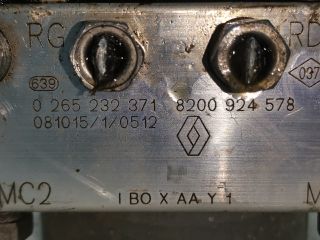 RG RD
639 037
0 265 232 371 8200 924 578
081015/1/0512
MC2 M
I BO X AA Y 1